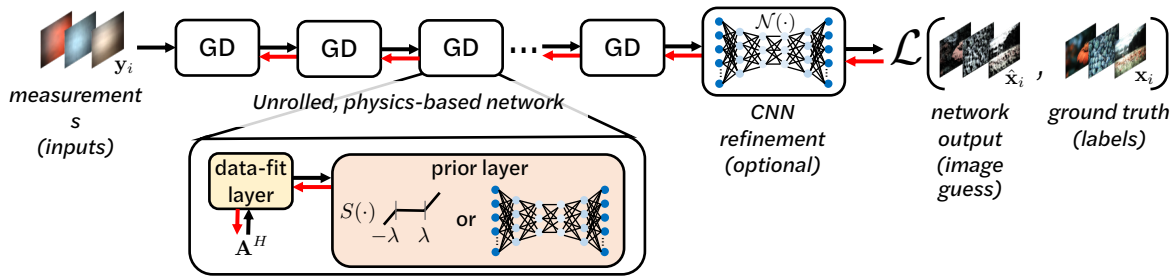 GD
GD
GD
...
GD
𝒩(·)
ℒ
y_i
x̂_i
,
x_i
measurement
s
(inputs)
Unrolled, physics-based network
CNN
refinement
(optional)
network
output
(image
guess)
ground truth
(labels)
data-fit
layer
prior layer
S(·)
−λ
λ
or
A^H